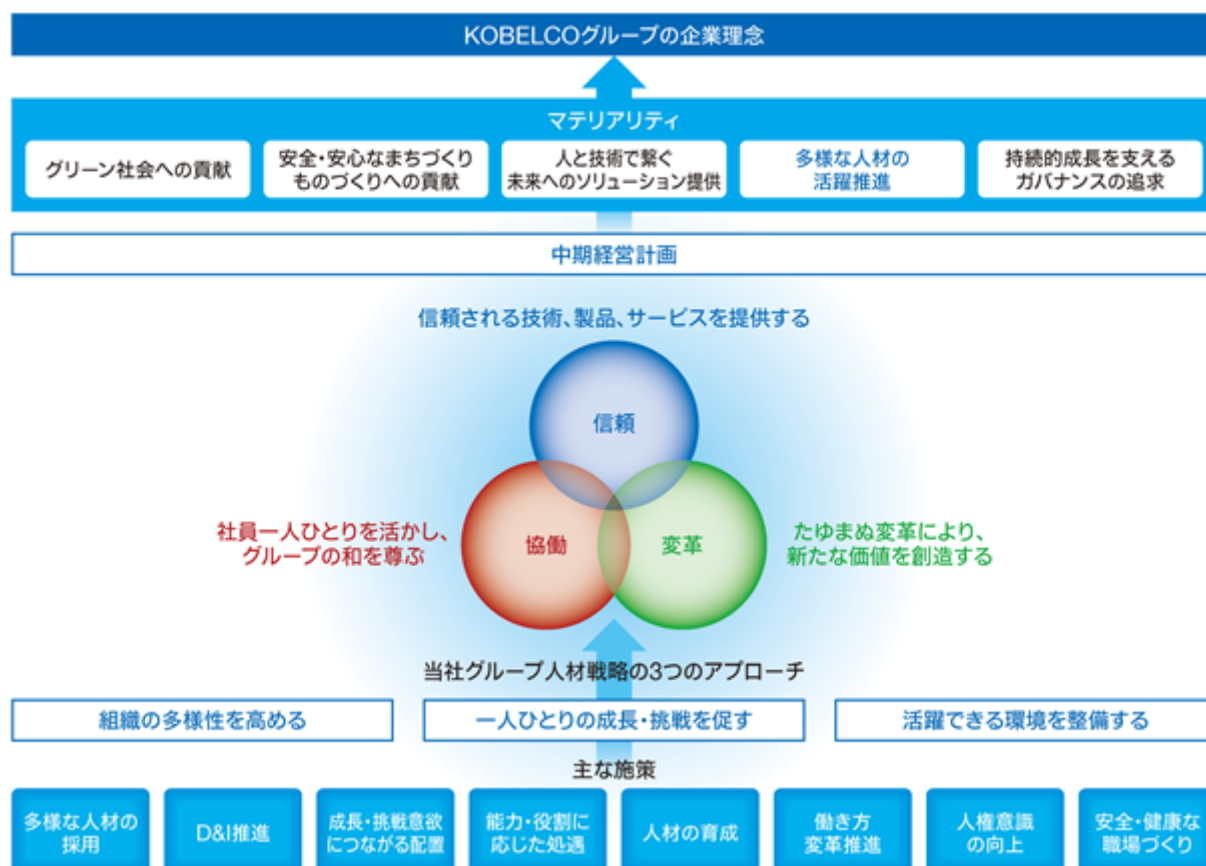 KOBELCOグループの企業理念
マテリアリティ
グリーン社会への貢献
安全・安心なまちづくり
ものづくりへの貢献
人と技術で繋ぐ
未来へのソリューション提供
多様な人材の
活躍推進
持続的成長を支える
ガバナンスの追求
中期経営計画
信頼される技術、製品、サービスを提供する
信頼
社員一人ひとりを活かし、
グループの和を尊ぶ
協働
変革
たゆまぬ変革により、
新たな価値を創造する
当社グループ人材戦略の3つのアプローチ
組織の多様性を高める
一人ひとりの成長・挑戦を促す
活躍できる環境を整備する
主な施策
多様な人材の
採用
D&I推進
成長・挑戦意欲
につながる配置
能力・役割に
応じた処遇
人材の育成
働き方
変革推進
人権意識
の向上
安全・健康な
職場づくり